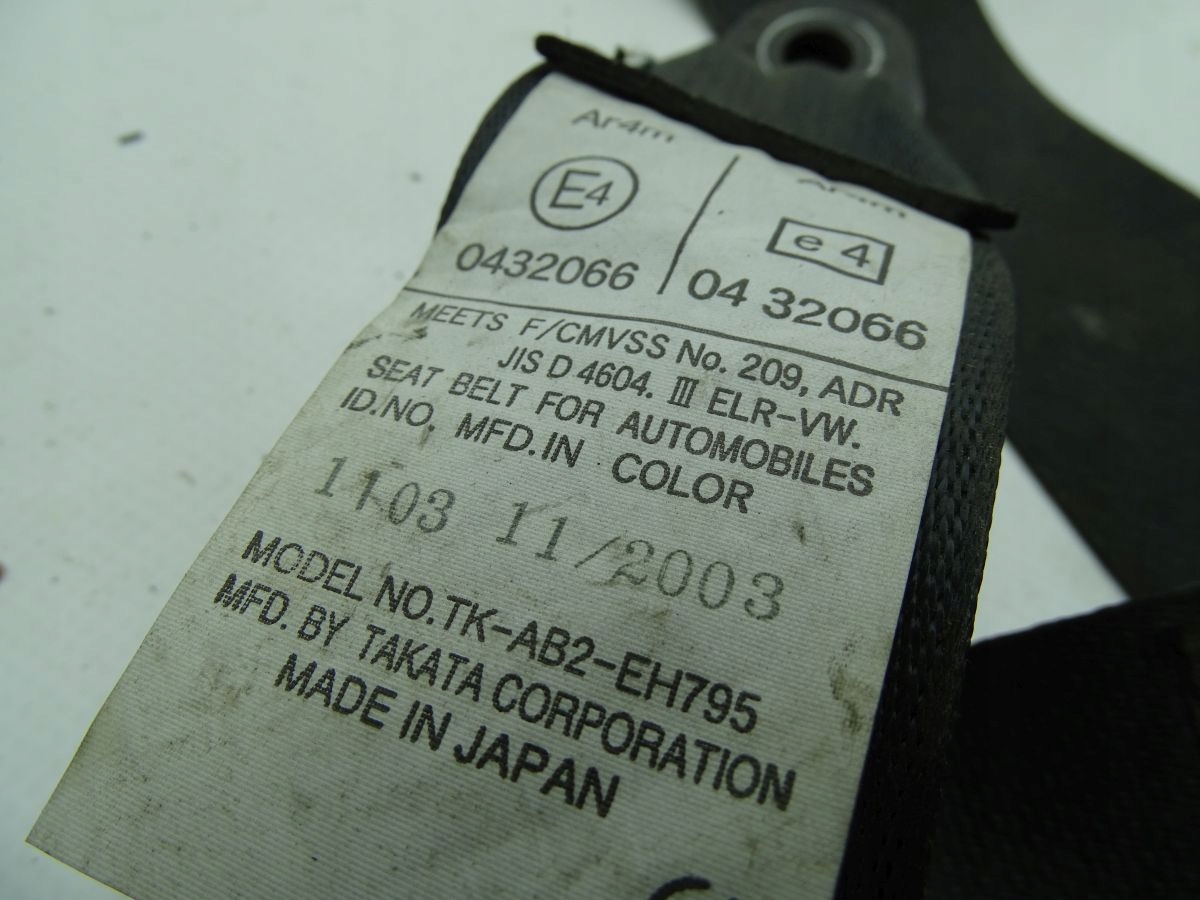 Ar4m
E4
0432066
Ar4m
e 4
04 32066
MEETS F/CMVSS No. 209, ADR
JIS D 4604. III ELR-VW.
SEAT BELT FOR AUTOMOBILES
ID.NO. MFD.IN COLOR
1103 11/2003
MODEL NO.TK-AB2-EH795
MFD. BY TAKATA CORPORATION
MADE IN JAPAN